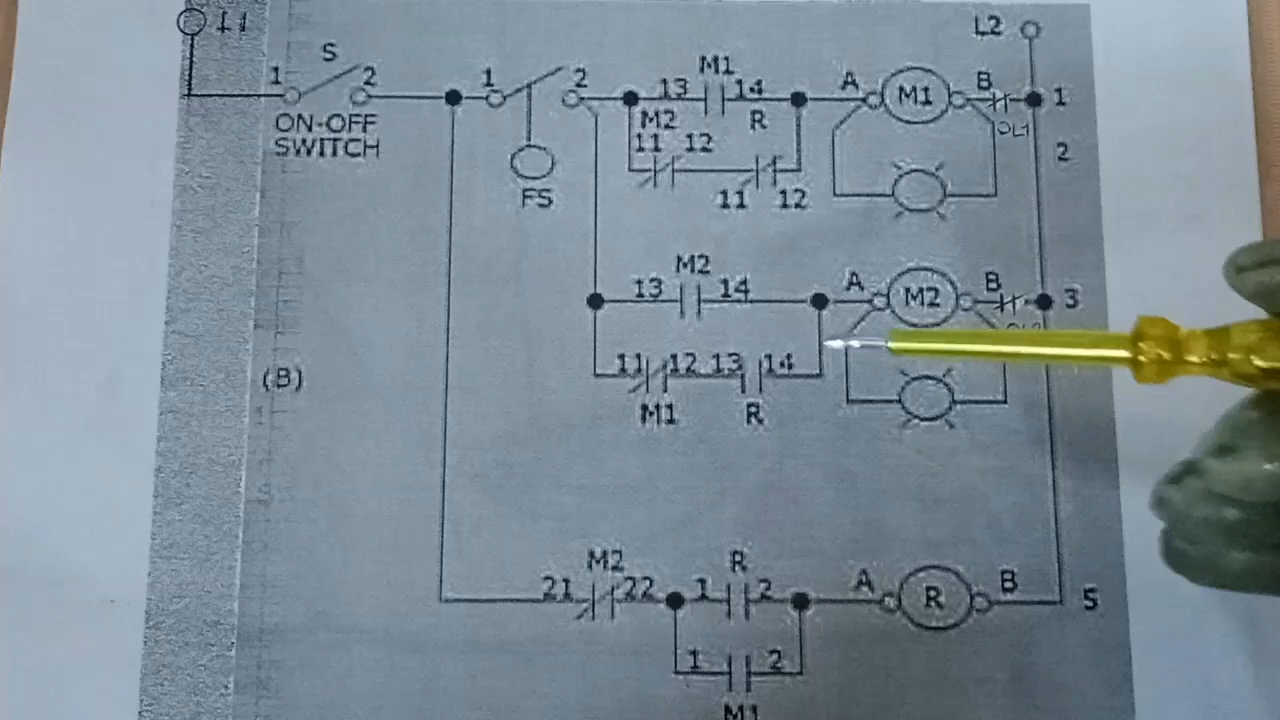 L1
L2
S
1 2
ON-OFF
SWITCH
1 2
FS
M1
13 14
M2 R
11 12
11 12
A M1 B
OL1
1
2
M2
13 14
A M2 B
3
11 12 13 14
M1 R
(B)
M2 R
21 22 1 2
A R B
5
1 2
M1